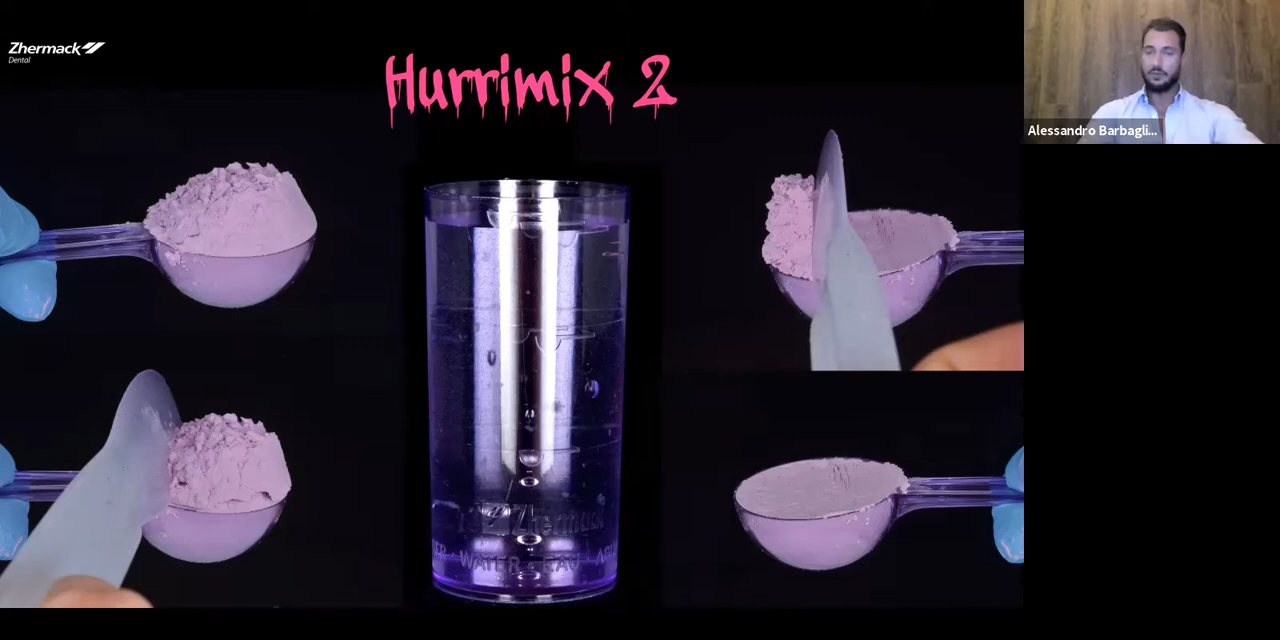 Zhermack
Dental
Hurrimix 2
Zhermack
WATER · EAU
Alessandro Barbagli...